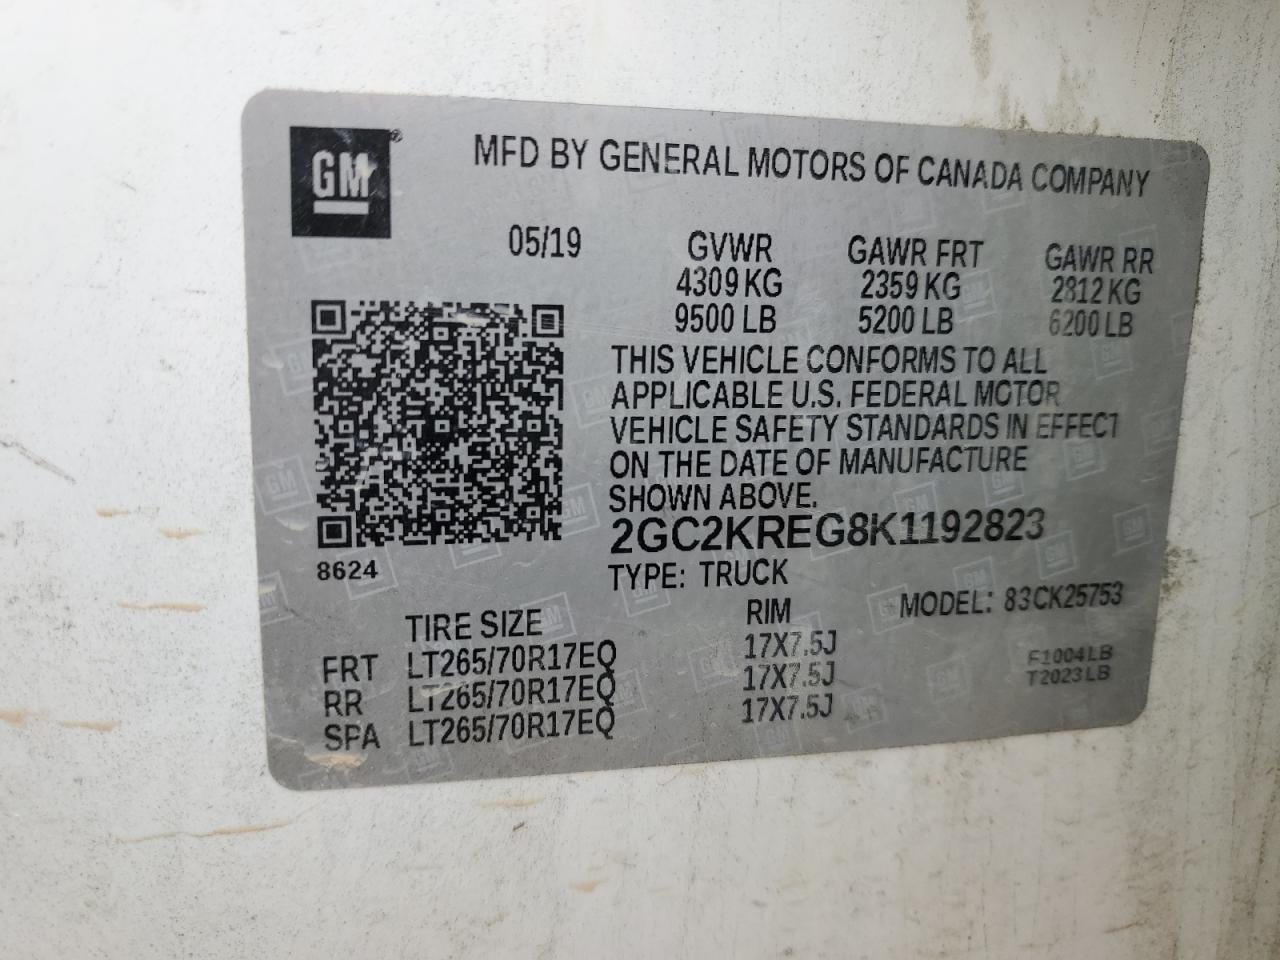 GM®
MFD BY GENERAL MOTORS OF CANADA COMPANY
05/19 GVWR GAWR FRT GAWR RR
4309 KG 2359 KG 2812 KG
9500 LB 5200 LB 6200 LB
THIS VEHICLE CONFORMS TO ALL
APPLICABLE U.S. FEDERAL MOTOR
VEHICLE SAFETY STANDARDS IN EFFECT
ON THE DATE OF MANUFACTURE
SHOWN ABOVE.
2GC2KREG8K1192823
8624
TYPE: TRUCK
MODEL: 83CK25753
TIRE SIZE RIM
FRT LT265/70R17EQ 17X7.5J
RR LT265/70R17EQ 17X7.5J
SPA LT265/70R17EQ 17X7.5J
F1004LB
T2023LB